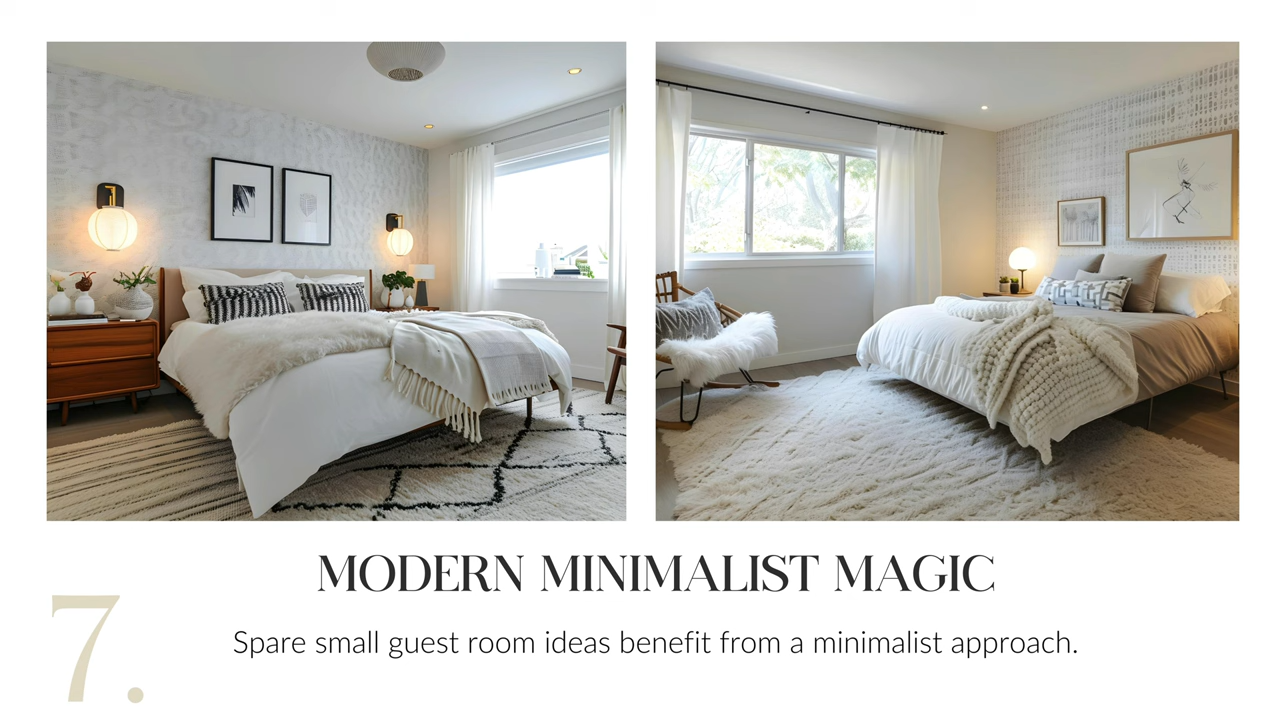 MODERN MINIMALIST MAGIC
7.
Spare small guest room ideas benefit from a minimalist approach.